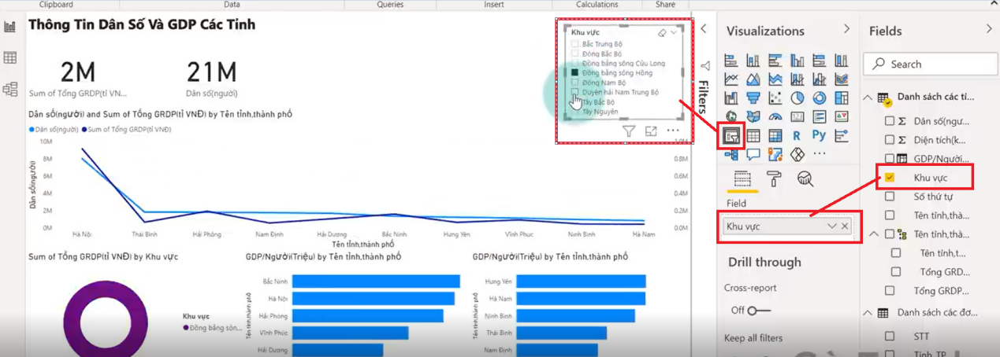 Clipboard
Data
Queries
Insert
Calculations
Share
Thông Tin Dân Số Và GDP Các Tỉnh
2M
Sum of Tổng GRDP(tỉ VN...
21M
Dân số(người)
Khu vực
Bắc Trung Bộ
Đông Bắc Bộ
Đồng bằng sông Cửu Long
Đồng bằng sông Hồng
Đông Nam Bộ
Duyên hải Nam Trung Bộ
Tây Bắc Bộ
Tây Nguyên
Dân số(người) and Sum of Tổng GRDP(tỉ VNĐ) by Tên tỉnh,thành phố
Dân số(người) Sum of Tổng GRDP(tỉ VNĐ)
10M
8M
6M
4M
2M
0M
Dân số(người)
0.8M
0.6M
0.4M
0.2M
0.0M
Hà Nội
Thái Bình
Hải Phòng
Nam Định
Hải Dương
Bắc Ninh
Hưng Yên
Vĩnh Phúc
Ninh Bình
Hà Nam
Tên tỉnh,thành phố
Sum of Tổng GRDP(tỉ VNĐ) by Khu vực
Khu vực
Đồng bằng sôn...
GDP/Người(Triệu) by Tên tỉnh,thành phố
Tên tỉnh,thành phố
Bắc Ninh
Hà Nội
Hải Phòng
Vĩnh Phúc
Hải Dương
GDP/Người(Triệu) by Tên tỉnh,thành phố
Tên tỉnh,thành phố
Hưng Yên
Hà Nam
Ninh Bình
Thái Bình
Nam Định
Filters
Visualizations
R
Py
Field
Khu vực
Drill through
Cross-report
Off
Keep all filters
Fields
Search
Danh sách các tỉ...
Dân số(ngư...
Diện tích(k...
GDP/Người...
Khu vực
Số thứ tự
Tên tỉnh,thà...
Tên tỉnh,thà...
Tên tỉnh,t...
Tổng GRD...
Tổng GRDP...
Danh sách các đơ...
STT
Tỉnh_TP